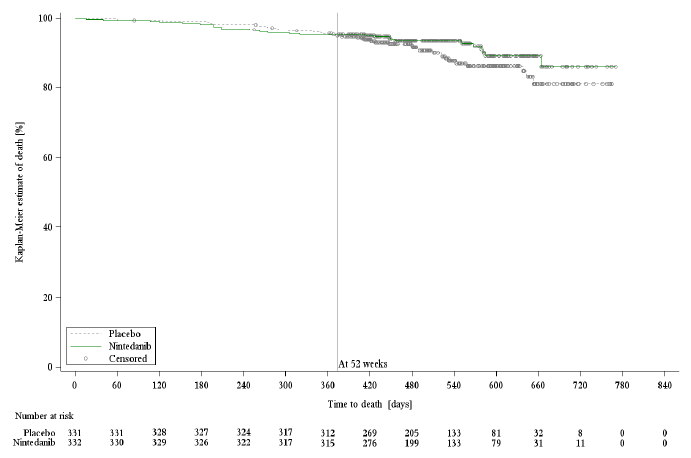 Kaplan-Meier estimate of death [%]
100
80
60
40
20
0
Placebo
Nintedanib
Censored
At 52 weeks
0 60 120 180 240 300 360 420 480 540 600 660 720 780 840
Time to death [days]
Number at risk
Placebo 331 331 328 327 324 317 312 269 205 133 81 32 8 0 0
Nintedanib 332 330 329 326 322 317 315 276 199 133 79 31 11 0 0